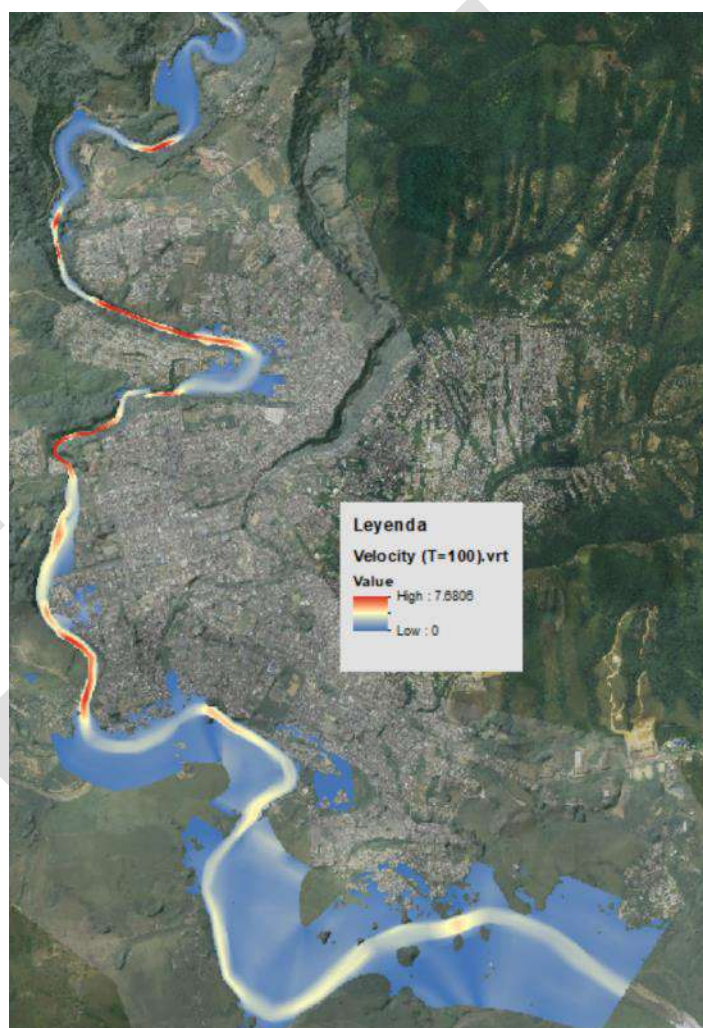 Leyenda
Velocity (T=100).vrt
Value
High : 7.6806
Low : 0